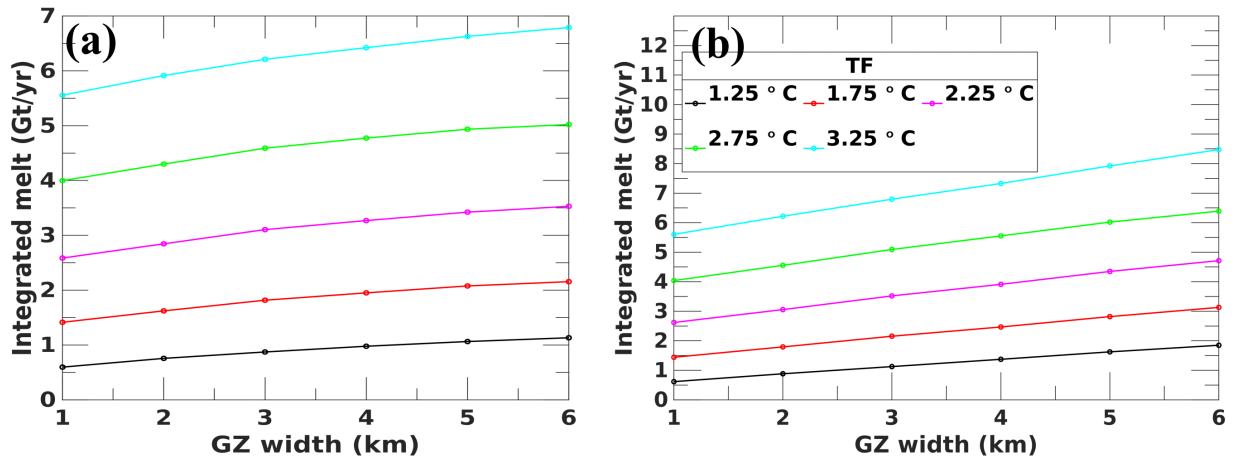 (a)
Integrated melt (Gt/yr)
7
6
5
4
3
2
1
0
1 2 3 4 5 6
GZ width (km)
(b)
Integrated melt (Gt/yr)
13
12
11
10
9
8
7
6
5
4
3
2
1
0
TF
1.25 ° C 1.75 ° C 2.25 ° C
2.75 ° C 3.25 ° C
1 2 3 4 5 6
GZ width (km)